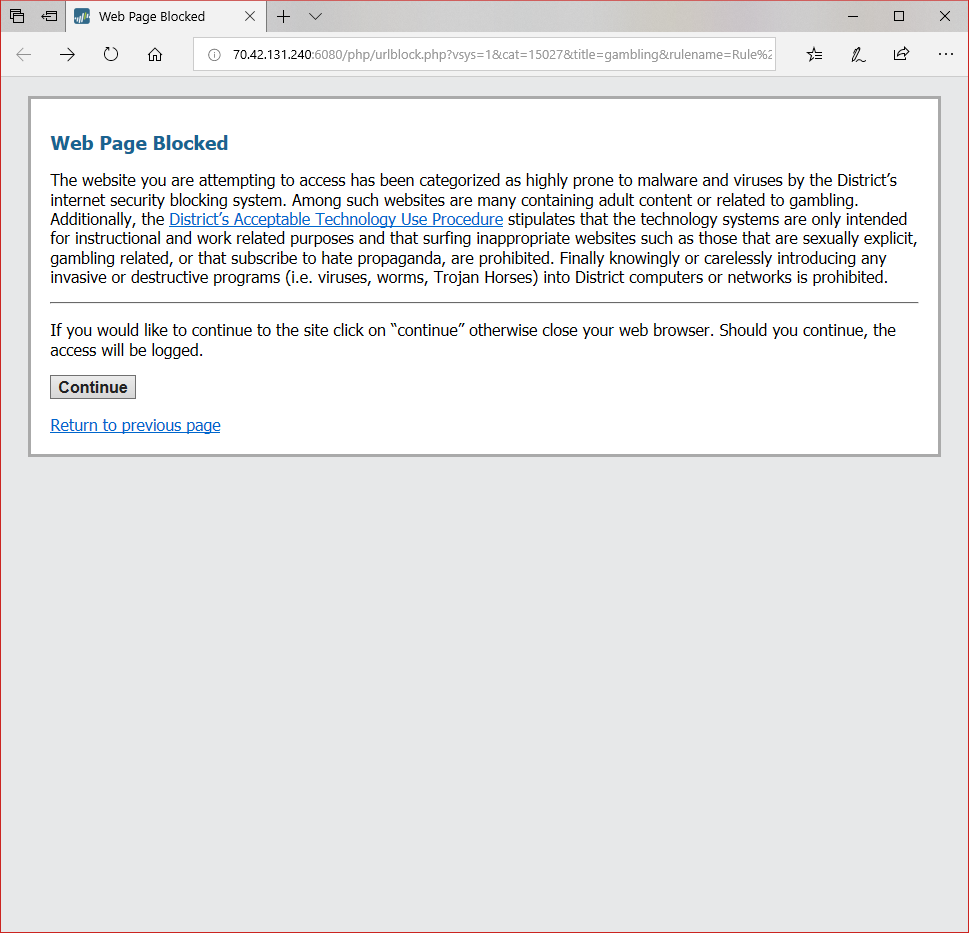 Web Page Blocked
70.42.131.240:6080/php/urlblock.php?vsys=1&cat=15027&title=gambling&rulename=Rule%2
Web Page Blocked
The website you are attempting to access has been categorized as highly prone to malware and viruses by the District’s
internet security blocking system. Among such websites are many containing adult content or related to gambling.
Additionally, the District’s Acceptable Technology Use Procedure stipulates that the technology systems are only intended
for instructional and work related purposes and that surfing inappropriate websites such as those that are sexually explicit,
gambling related, or that subscribe to hate propaganda, are prohibited. Finally knowingly or carelessly introducing any
invasive or destructive programs (i.e. viruses, worms, Trojan Horses) into District computers or networks is prohibited.
If you would like to continue to the site click on “continue” otherwise close your web browser. Should you continue, the
access will be logged.
Continue
Return to previous page